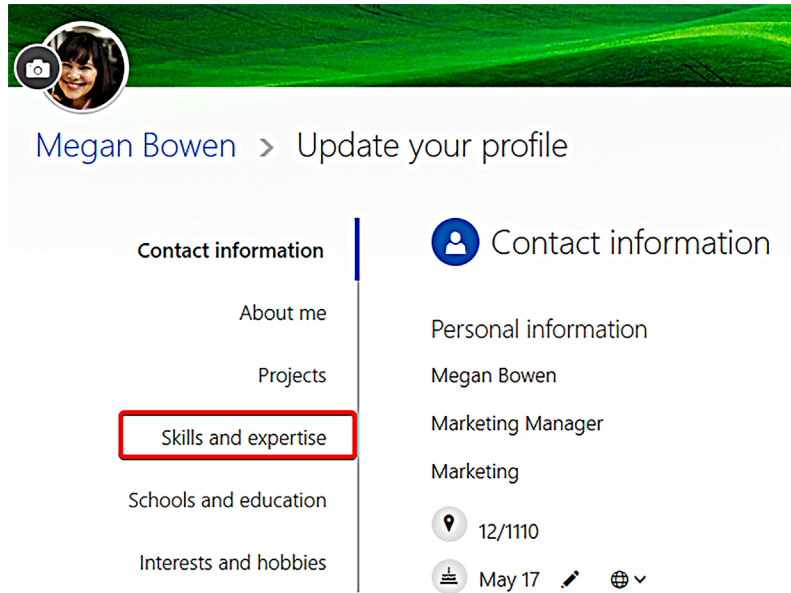 Megan Bowen > Update your profile
Contact information
About me
Projects
Skills and expertise
Schools and education
Interests and hobbies
Contact information
Personal information
Megan Bowen
Marketing Manager
Marketing
12/1110
May 17